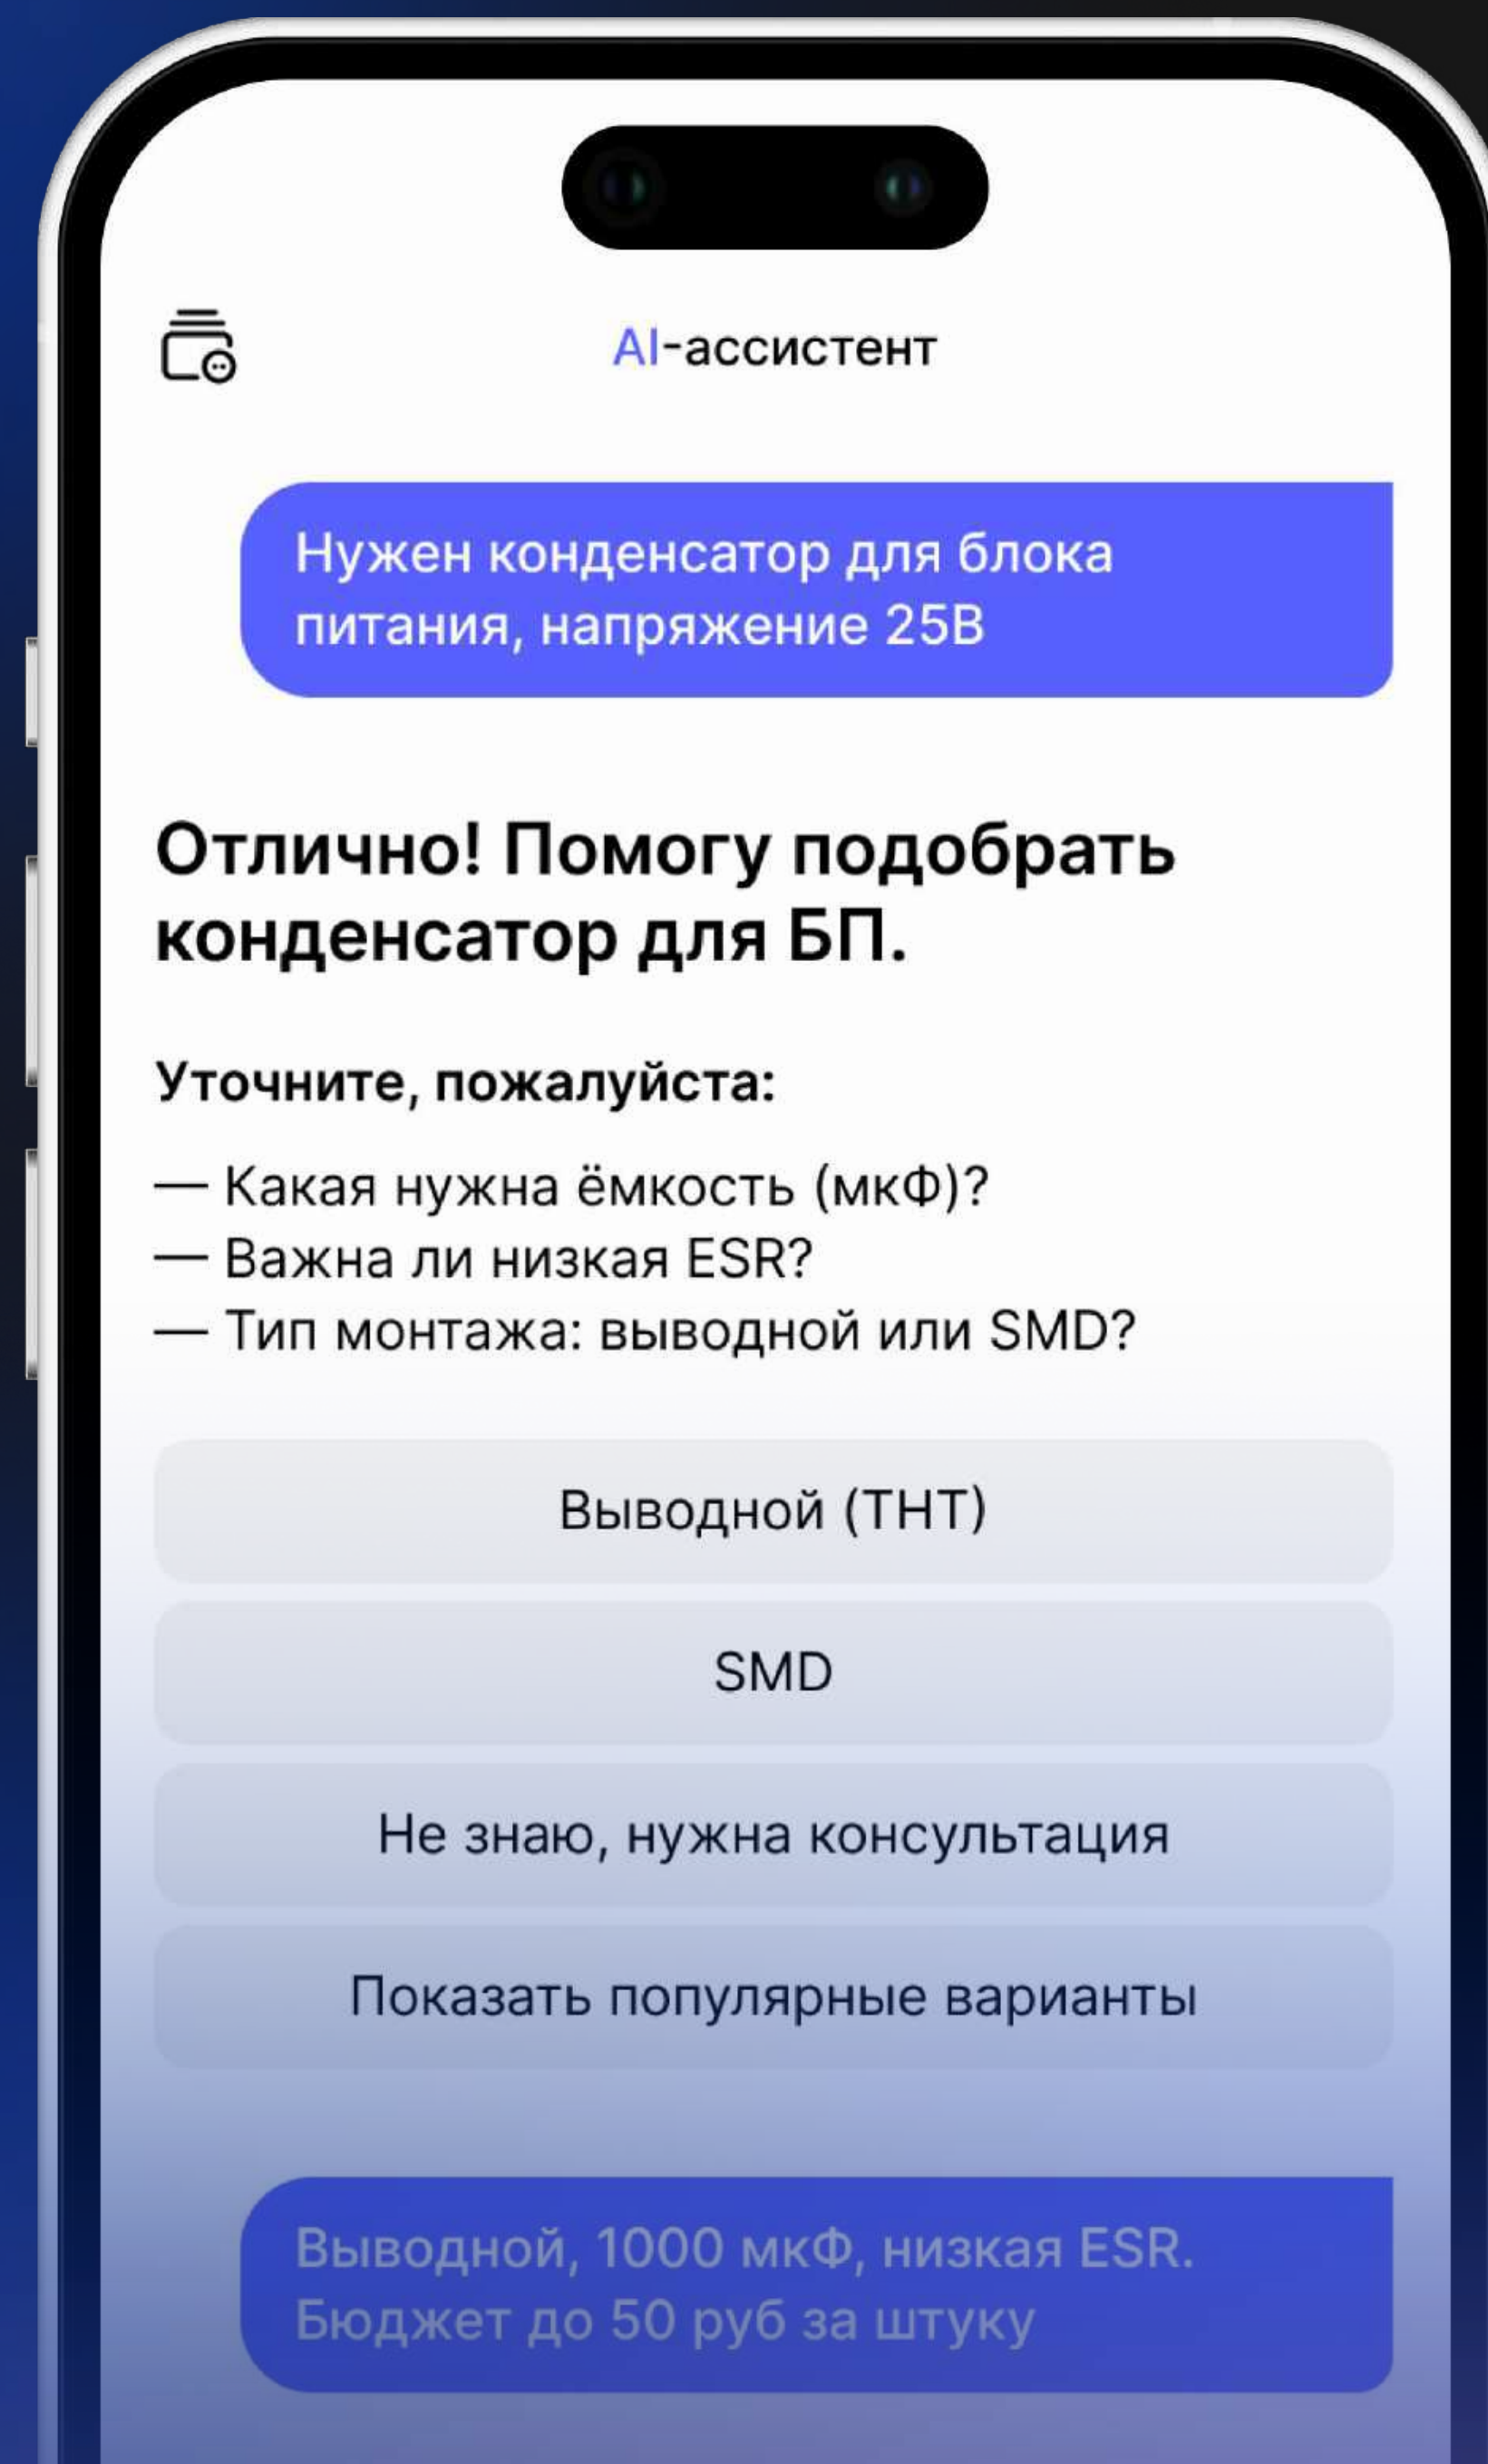 AI-ассистент
Нужен конденсатор для блока
питания, напряжение 25В
Отлично! Помогу подобрать
конденсатор для БП.
Уточните, пожалуйста:
— Какая нужна ёмкость (мкФ)?
— Важна ли низкая ESR?
— Тип монтажа: выводной или SMD?
Выводной (THT)
SMD
Не знаю, нужна консультация
Показать популярные варианты
Выводной, 1000 мкФ, низкая ESR.
Бюджет до 50 руб за штуку